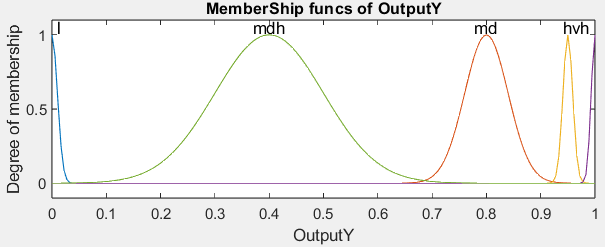 MemberShip funcs of OutputY
l mdh md hvh
1
0.5
0
Degree of membership
0 0.1 0.2 0.3 0.4 0.5 0.6 0.7 0.8 0.9 1
OutputY